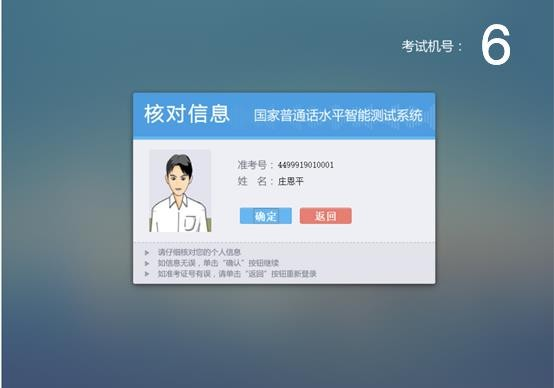 考试机号： 6
核对信息 国家普通话水平智能测试系统
准考号： 4499919010001
姓 名： 庄恩平
确定 返回
请仔细核对您的个人信息
如信息无误，单击“确认”按钮继续
如准考证号有误，请单击“返回”按钮重新登录